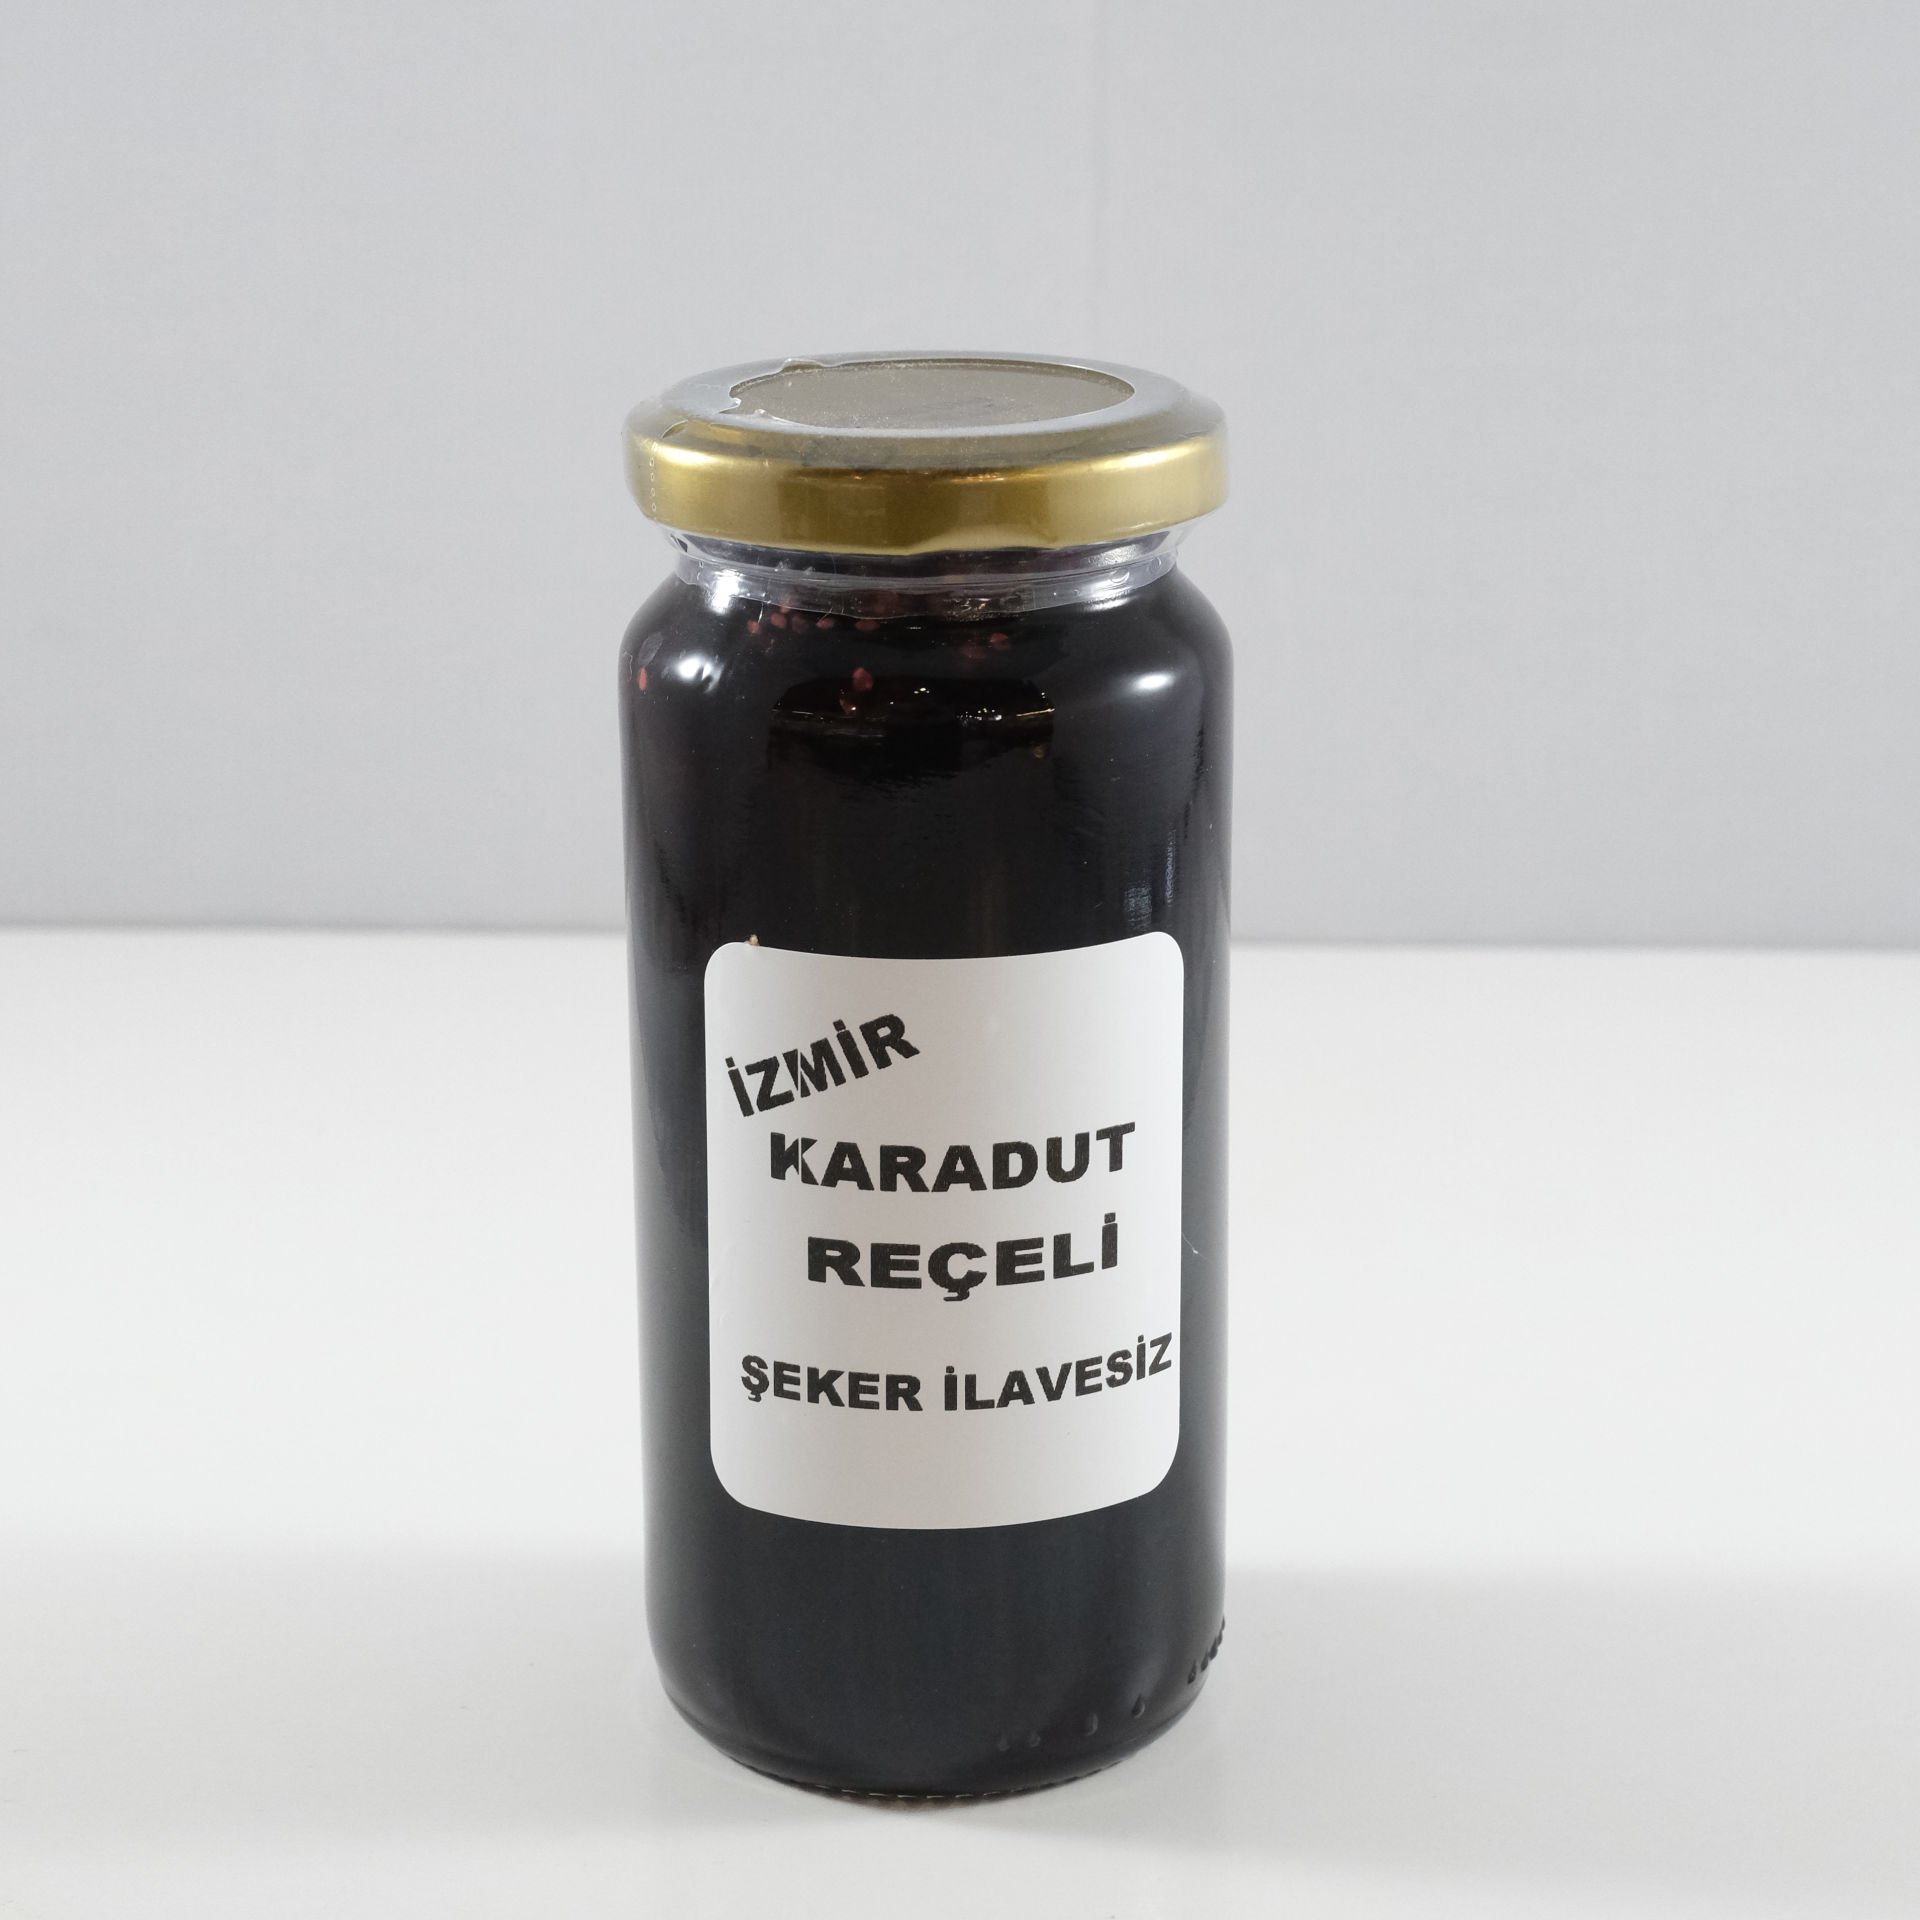 İZMİR
KARADUT
REÇELİ
ŞEKER İLAVESİZ